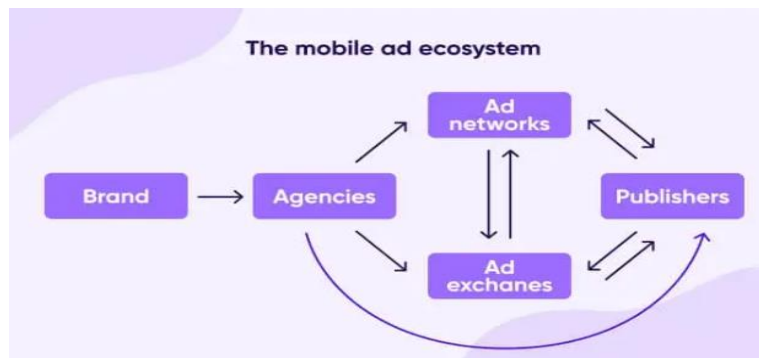 The mobile ad ecosystem
Ad
networks
Brand
Agencies
Publishers
Ad
exchanes